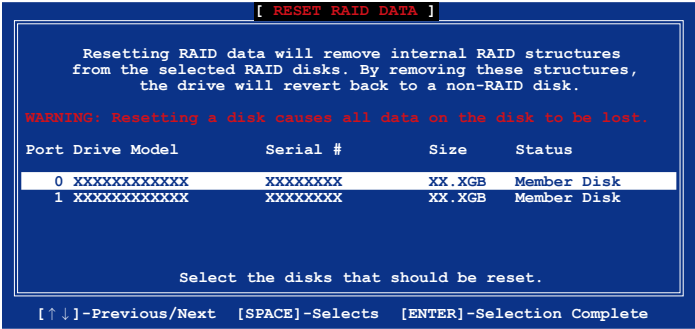 [ RESET RAID DATA ]
Resetting RAID data will remove internal RAID structures
from the selected RAID disks. By removing these structures,
the drive will revert back to a non-RAID disk.
WARNING: Resetting a disk causes all data on the disk to be lost.
Port Drive Model Serial # Size Status
0 XXXXXXXXXXXX XXXXXXXX XX.XGB Member Disk
1 XXXXXXXXXXXX XXXXXXXX XX.XGB Member Disk
Select the disks that should be reset.
[↑↓]-Previous/Next [SPACE]-Selects [ENTER]-Selection Complete